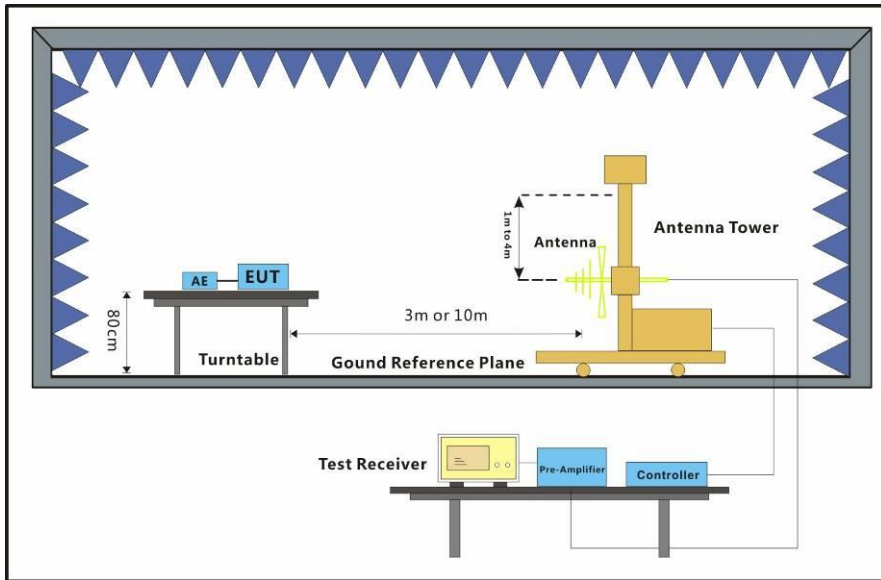 1m to 4m
Antenna
Antenna Tower
AE
EUT
80cm
3m or 10m
Turntable
Gound Reference Plane
Test Receiver
Pre-Amplifier
Controller